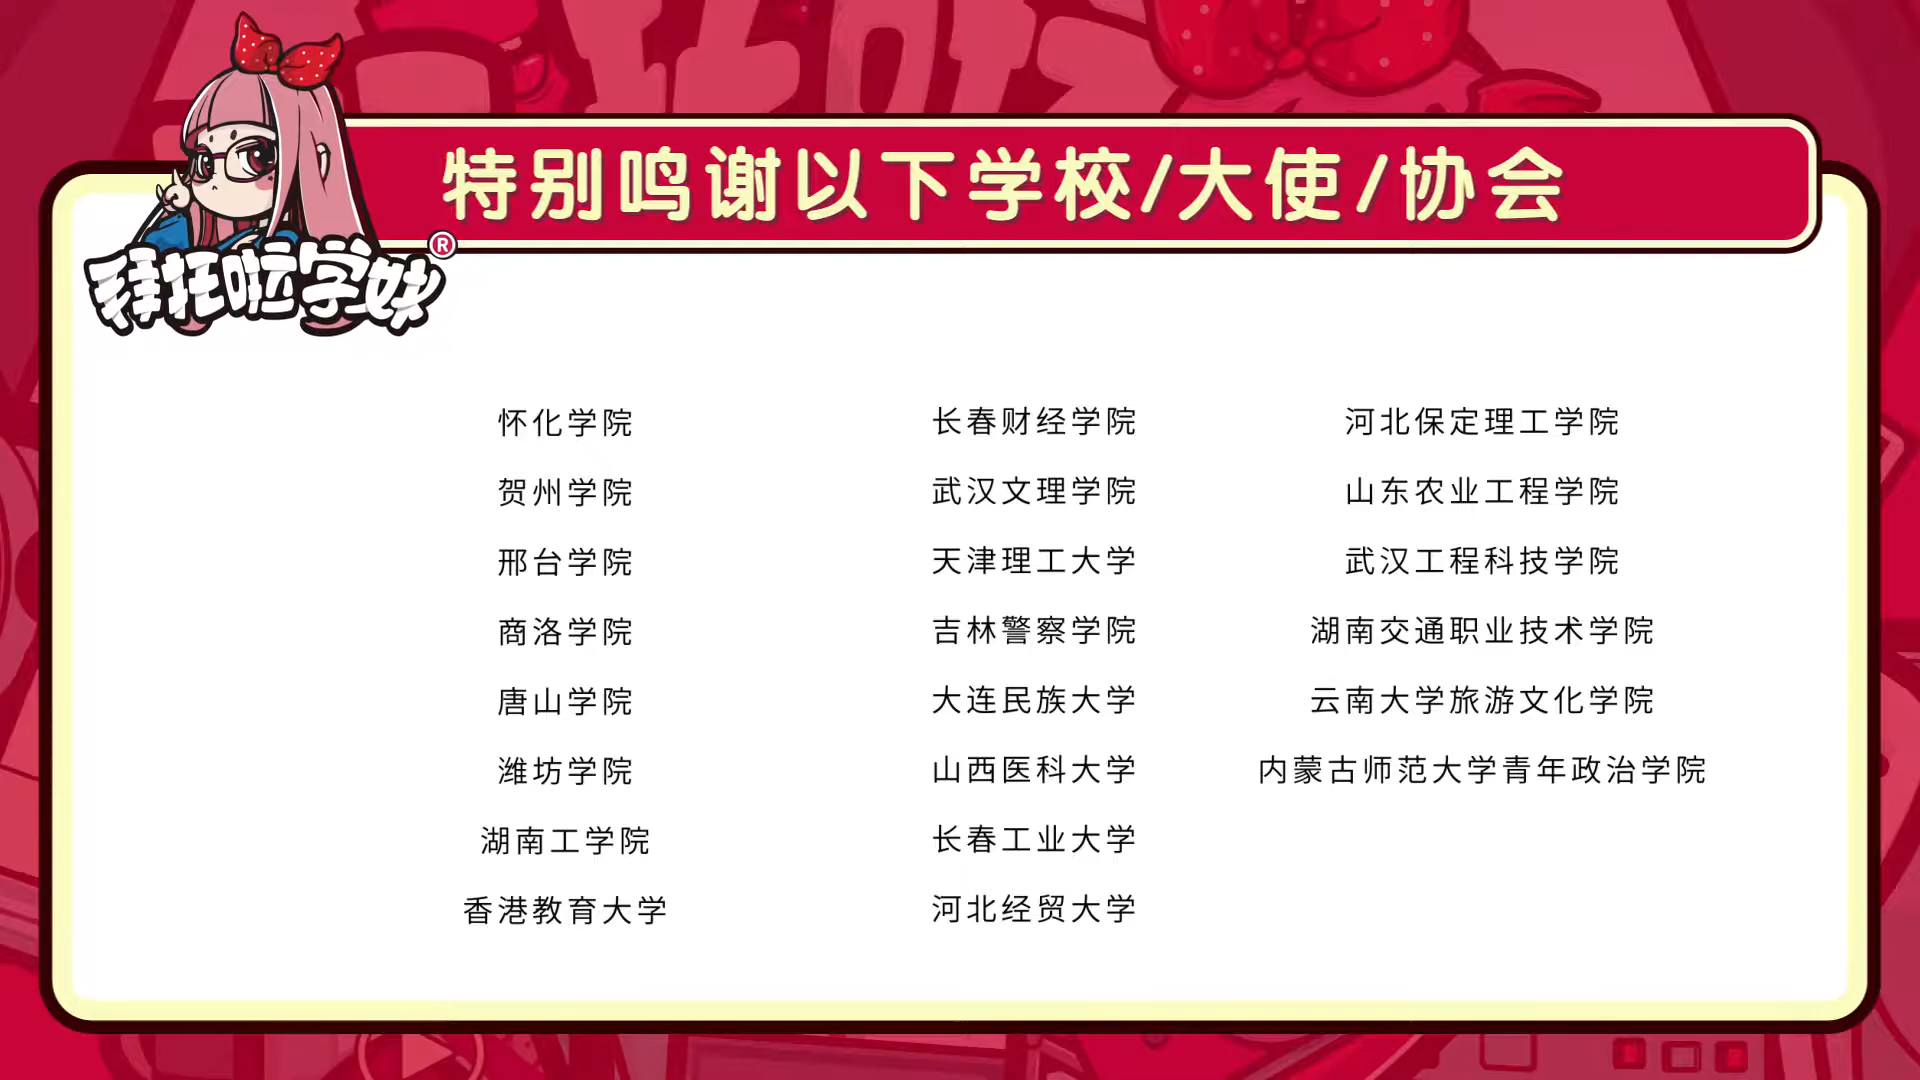 特别鸣谢以下学校/大使/协会
拜托啦学妹®
怀化学院
贺州学院
邢台学院
商洛学院
唐山学院
潍坊学院
湖南工学院
香港教育大学
长春财经学院
武汉文理学院
天津理工大学
吉林警察学院
大连民族大学
山西医科大学
长春工业大学
河北经贸大学
河北保定理工学院
山东农业工程学院
武汉工程科技学院
湖南交通职业技术学院
云南大学旅游文化学院
内蒙古师范大学青年政治学院